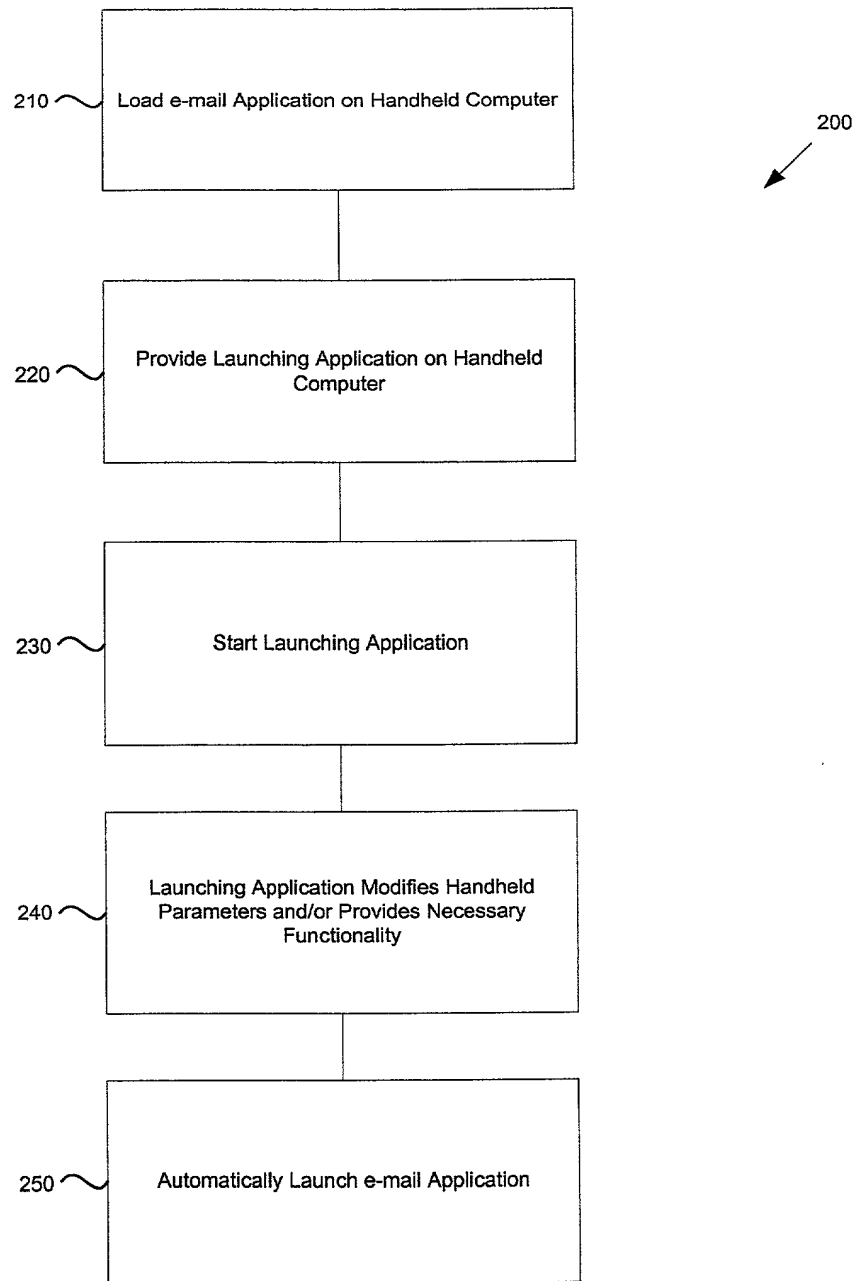 210
Load e-mail Application on Handheld Computer
200
220
Provide Launching Application on Handheld
Computer
230
Start Launching Application
240
Launching Application Modifies Handheld
Parameters and/or Provides Necessary
Functionality
250
Automatically Launch e-mail Application